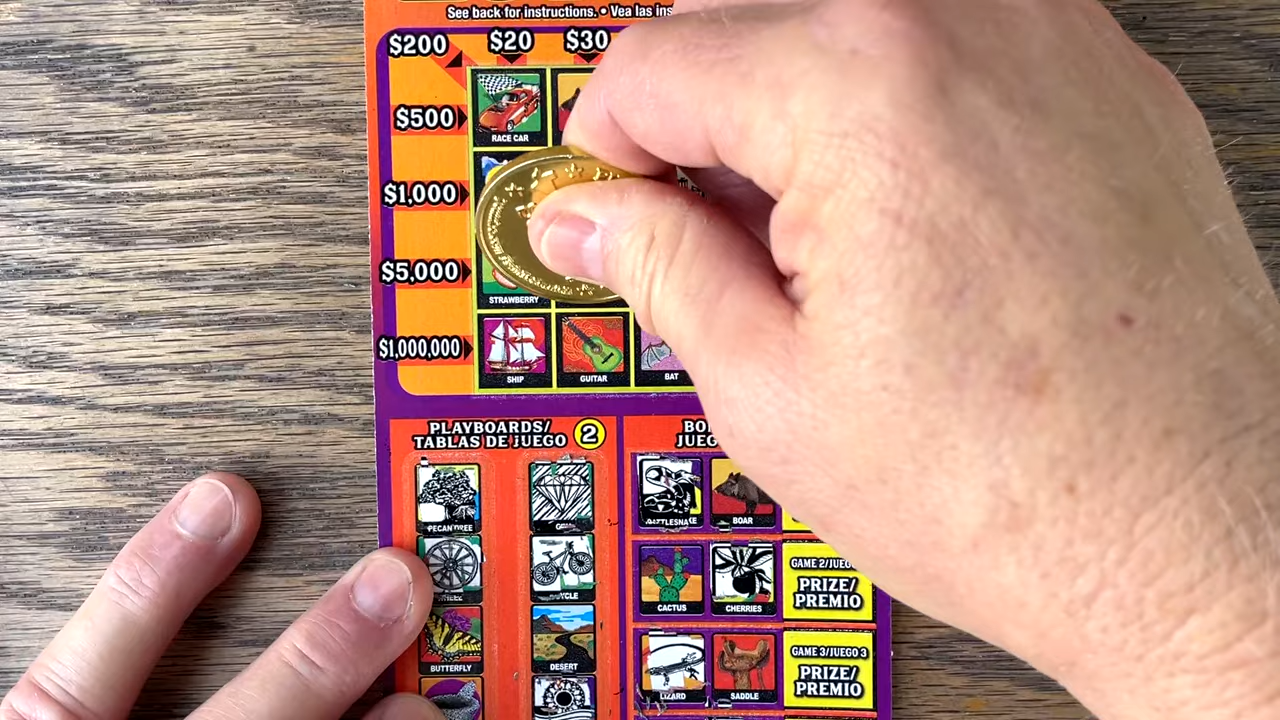 See back for instructions. • Vea las ins
$200 $20 $30
$500
RACE CAR
$1,000
$5,000
STRAWBERRY
$1,000,000
SHIP GUITAR BAT
PLAYBOARDS/
TABLAS DE JUEGO 2
BO
JUEG
PECAN TREE
BOAR
GAME 2/JUEGO
PRIZE/
PREMIO
CACTUS CHERRIES
BUTTERFLY DESERT
GAME 3/JUEGO 3
PRIZE/
PREMIO
LIZARD SADDLE